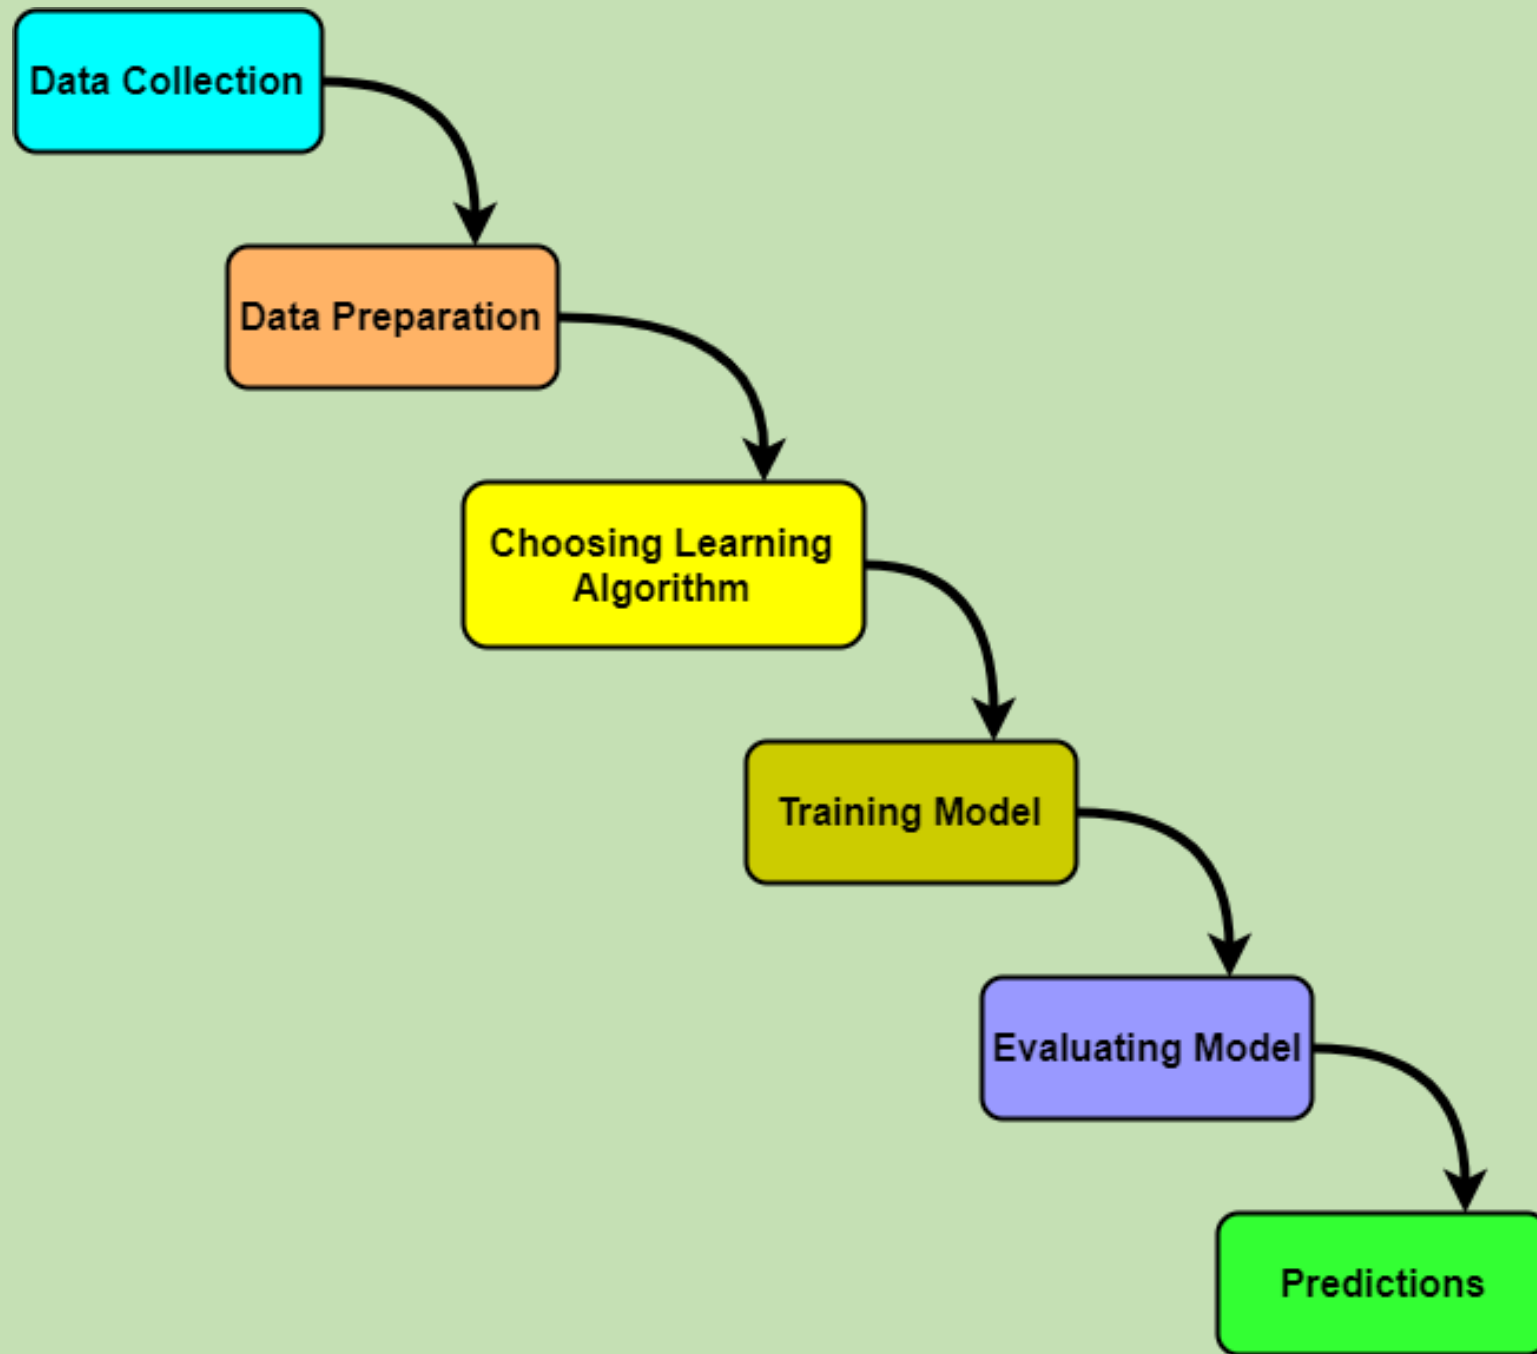 Data Collection
Data Preparation
Choosing Learning
Algorithm
Training Model
Evaluating Model
Predictions